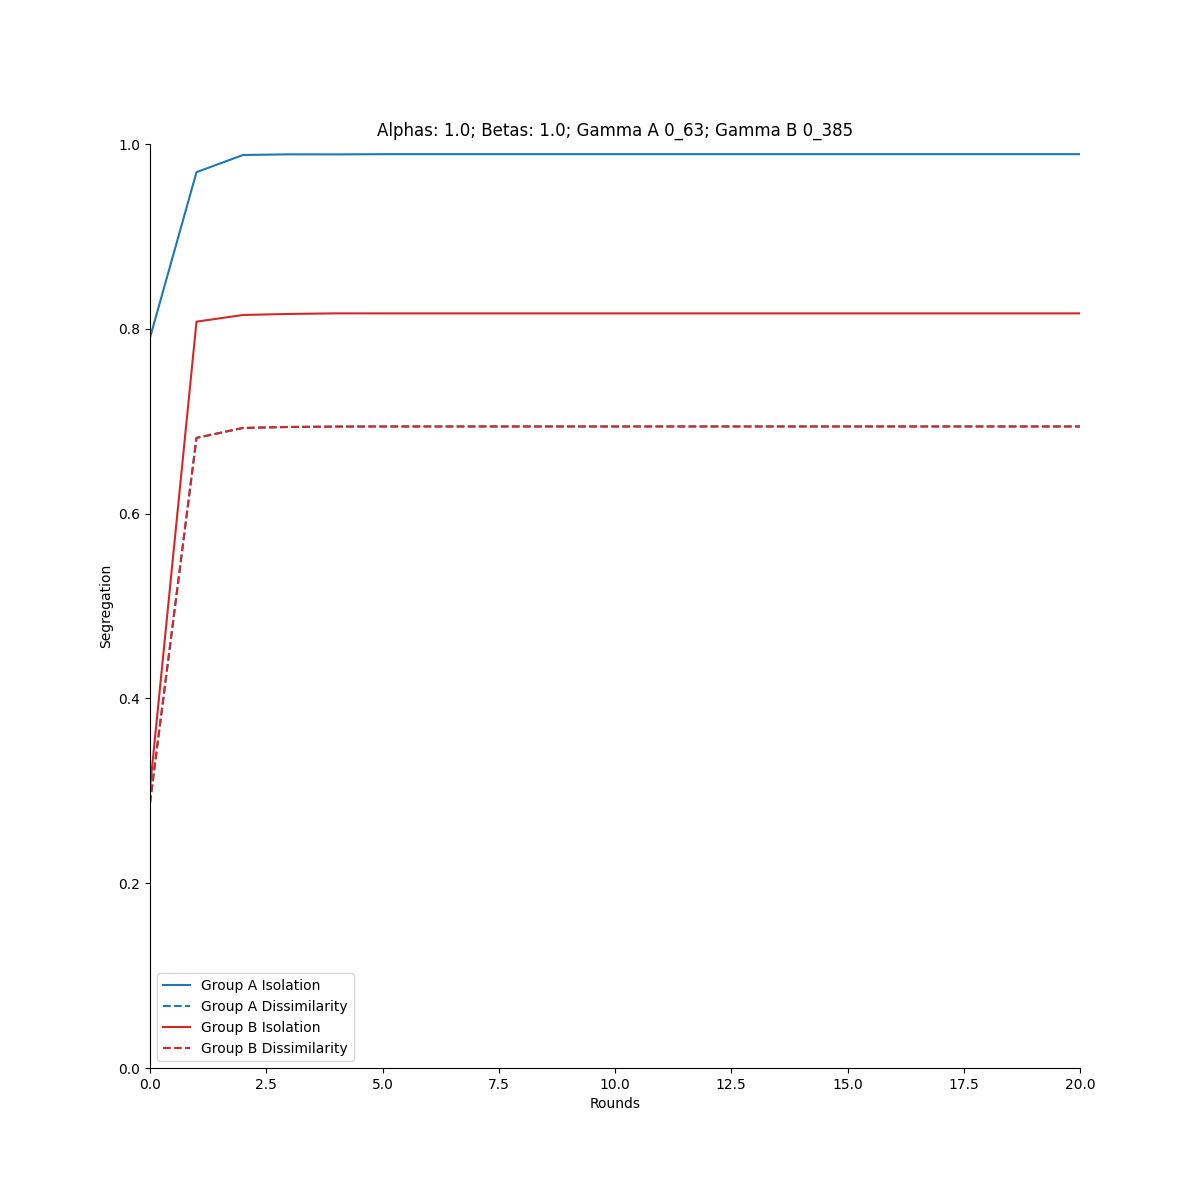 Alphas: 1.0; Betas: 1.0; Gamma A 0_63; Gamma B 0_385
1.0
0.8
0.6
0.4
0.2
0.0
Segregation
Group A Isolation
Group A Dissimilarity
Group B Isolation
Group B Dissimilarity
0.0 2.5 5.0 7.5 10.0 12.5 15.0 17.5 20.0
Rounds